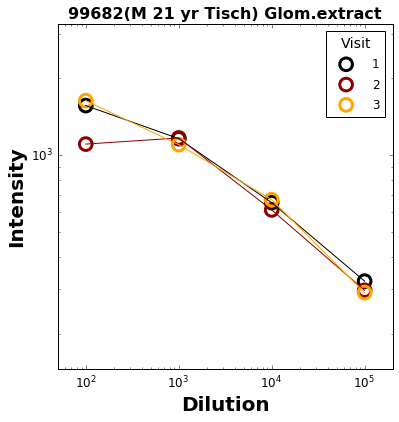 99682(M 21 yr Tisch) Glom.extract
Visit
1
2
3
10³
Intensity
10² 10³ 10⁴ 10⁵
Dilution